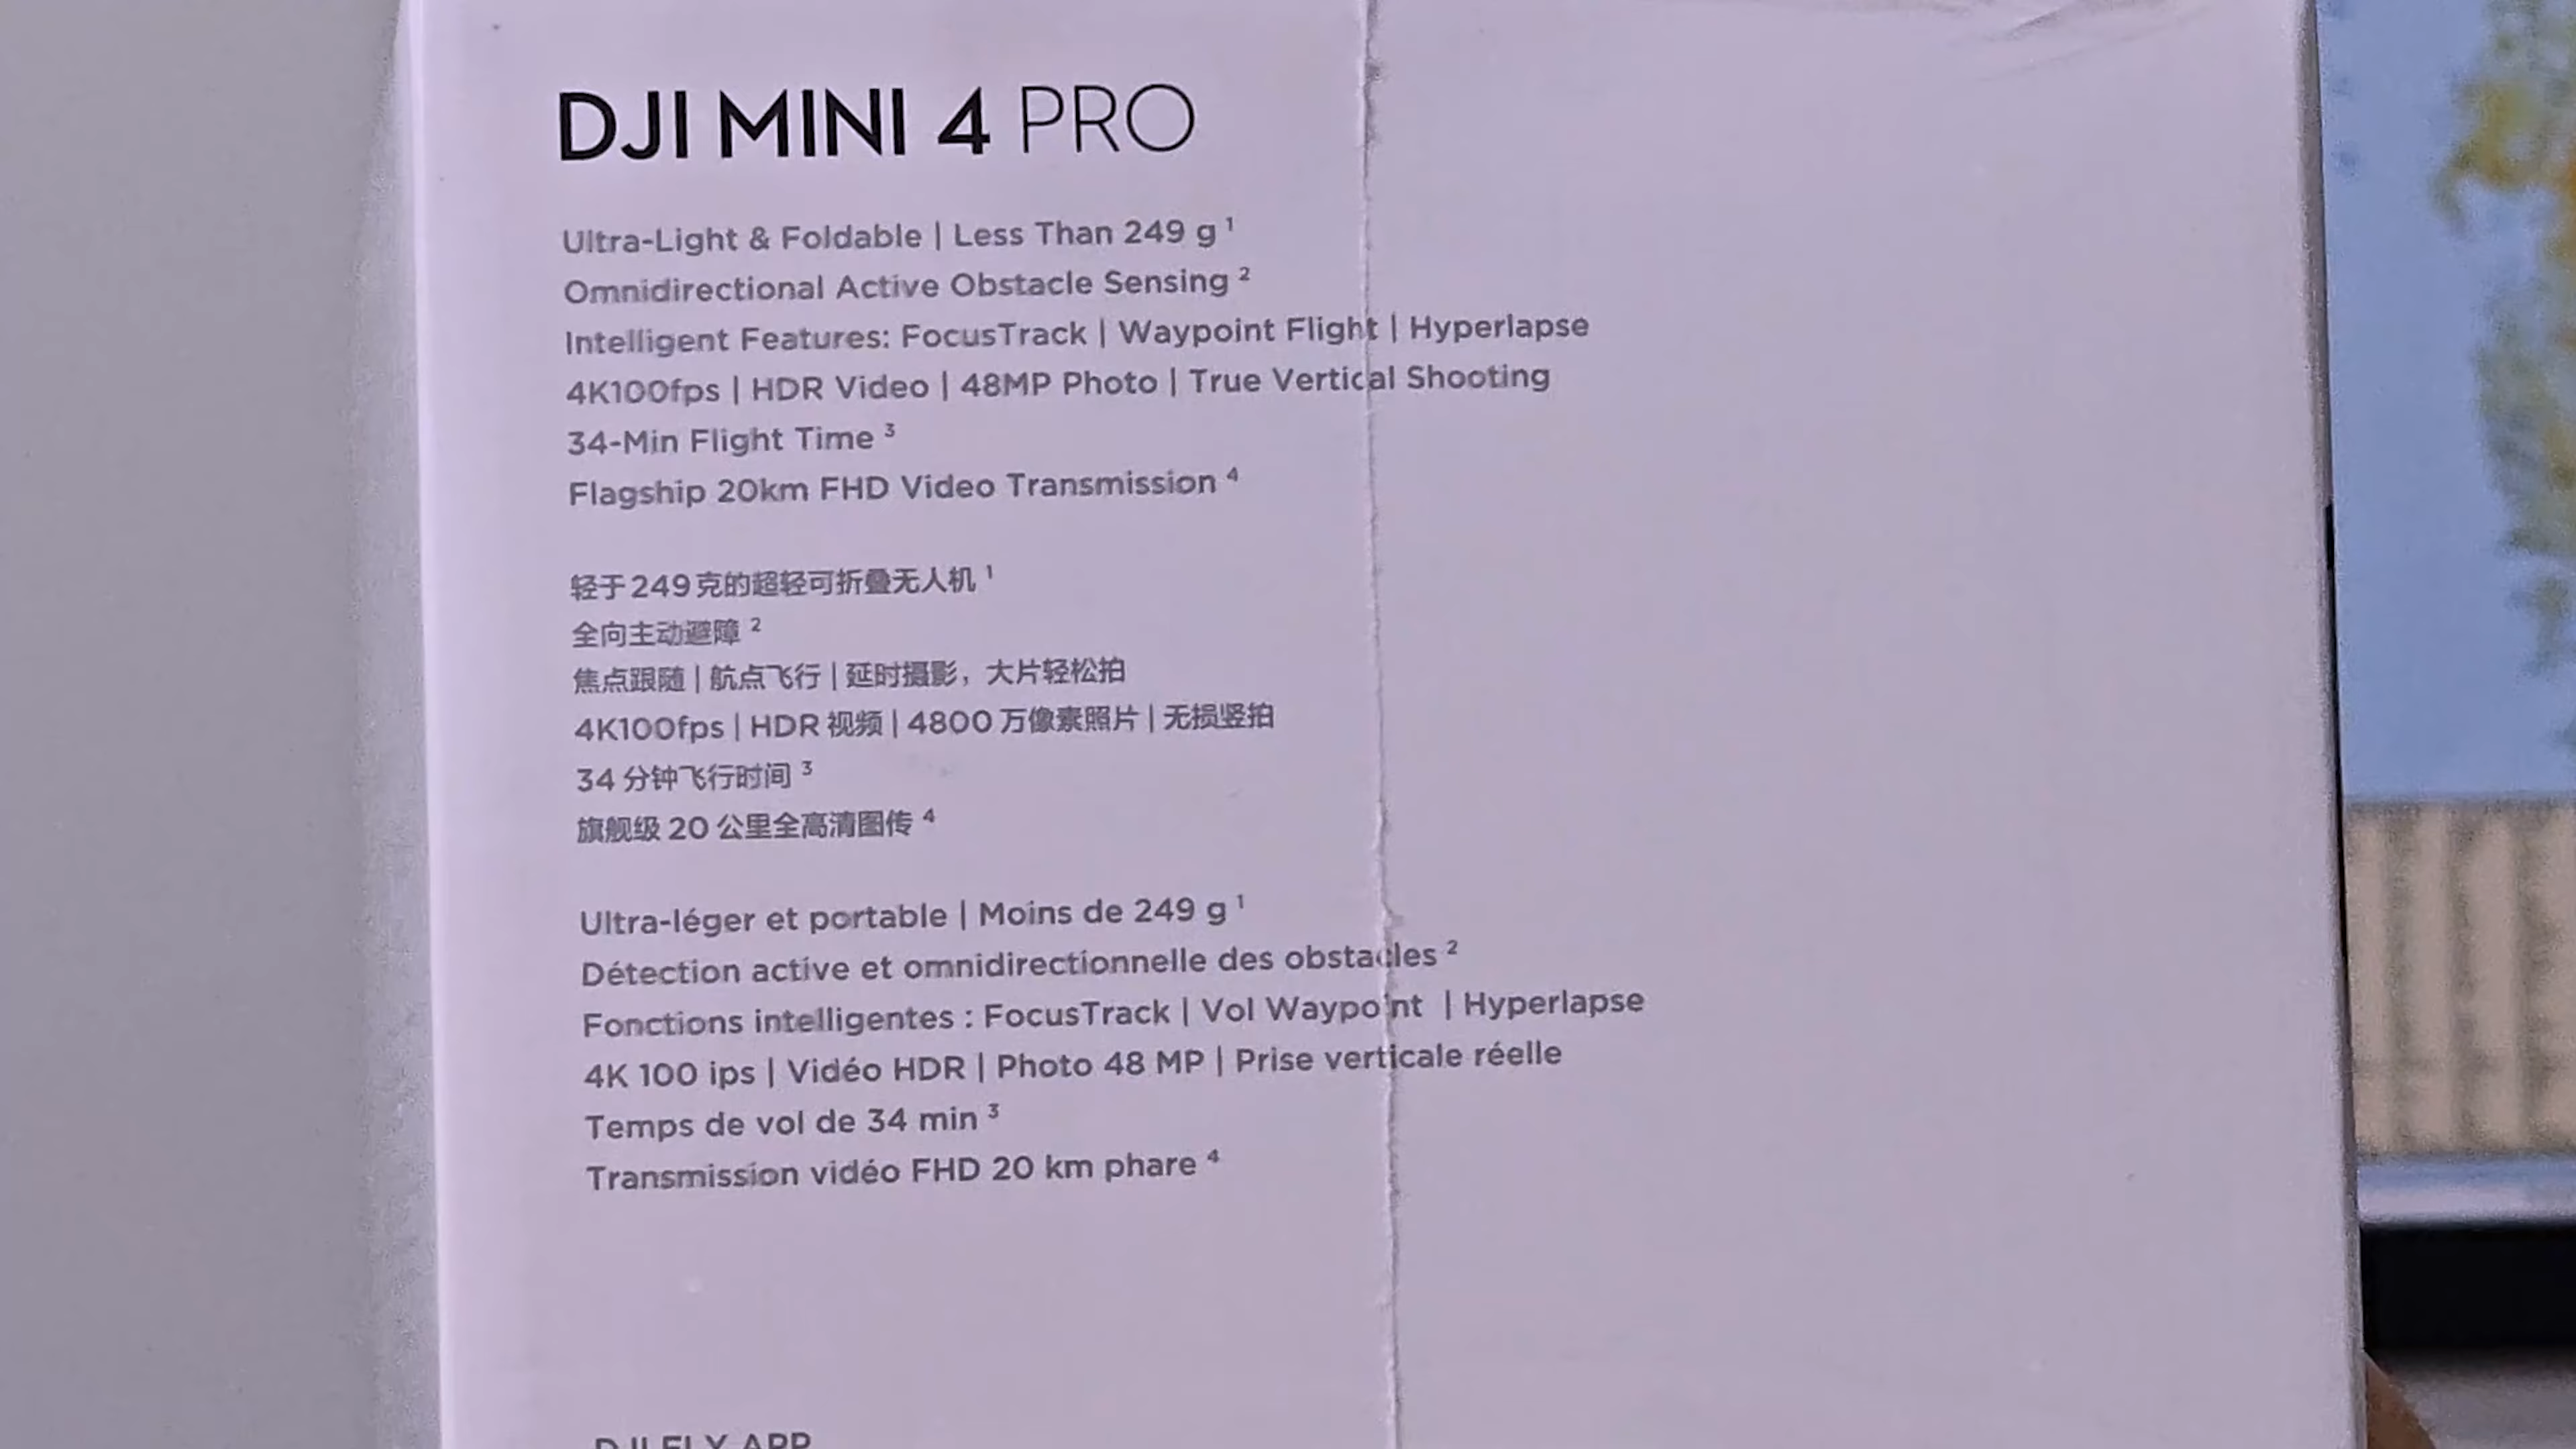 DJI MINI 4 PRO
Ultra-Light & Foldable | Less Than 249 g ¹
Omnidirectional Active Obstacle Sensing ²
Intelligent Features: FocusTrack | Waypoint Flight | Hyperlapse
4K100fps | HDR Video | 48MP Photo | True Vertical Shooting
34-Min Flight Time ³
Flagship 20km FHD Video Transmission ⁴
轻于249克的超轻可折叠无人机 ¹
全向主动避障 ²
焦点跟随 | 航点飞行 | 延时摄影，大片轻松拍
4K100fps | HDR 视频 | 4800 万像素照片 | 无损竖拍
34 分钟飞行时间 ³
旗舰级 20 公里全高清图传 ⁴
Ultra-léger et portable | Moins de 249 g ¹
Détection active et omnidirectionnelle des obstacles ²
Fonctions intelligentes : FocusTrack | Vol Waypoint | Hyperlapse
4K 100 ips | Vidéo HDR | Photo 48 MP | Prise verticale réelle
Temps de vol de 34 min ³
Transmission vidéo FHD 20 km phare ⁴
DJI FLY APP